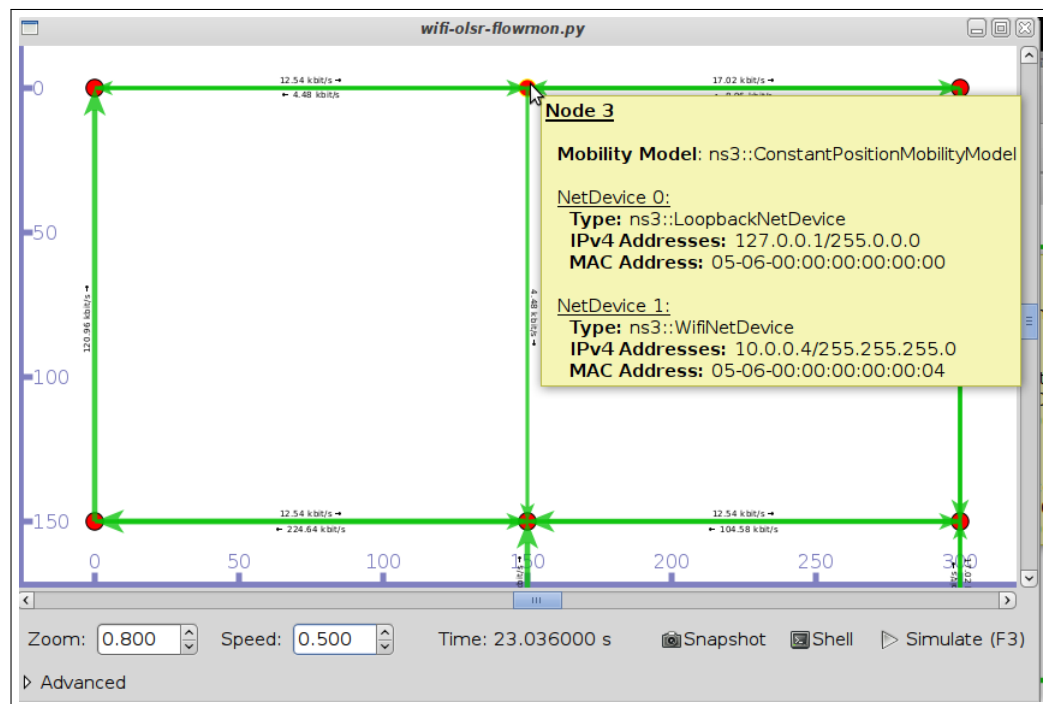 wifi-olsr-flowmon.py
12.54 kbit/s →
← 4.48 kbit/s
17.02 kbit/s →
0
Node 3
Mobility Model: ns3::ConstantPositionMobilityModel
NetDevice 0:
Type: ns3::LoopbackNetDevice
IPv4 Addresses: 127.0.0.1/255.0.0.0
MAC Address: 05-06-00:00:00:00:00:00
NetDevice 1:
Type: ns3::WifiNetDevice
IPv4 Addresses: 10.0.0.4/255.255.255.0
MAC Address: 05-06-00:00:00:00:00:04
50
120.96 kbit/s →
4.48 kbit/s →
100
150
12.54 kbit/s →
← 224.64 kbit/s
12.54 kbit/s →
← 104.58 kbit/s
0 50 100 150 200 250 300
Zoom: 0.800 Speed: 0.500 Time: 23.036000 s Snapshot Shell Simulate (F3)
Advanced